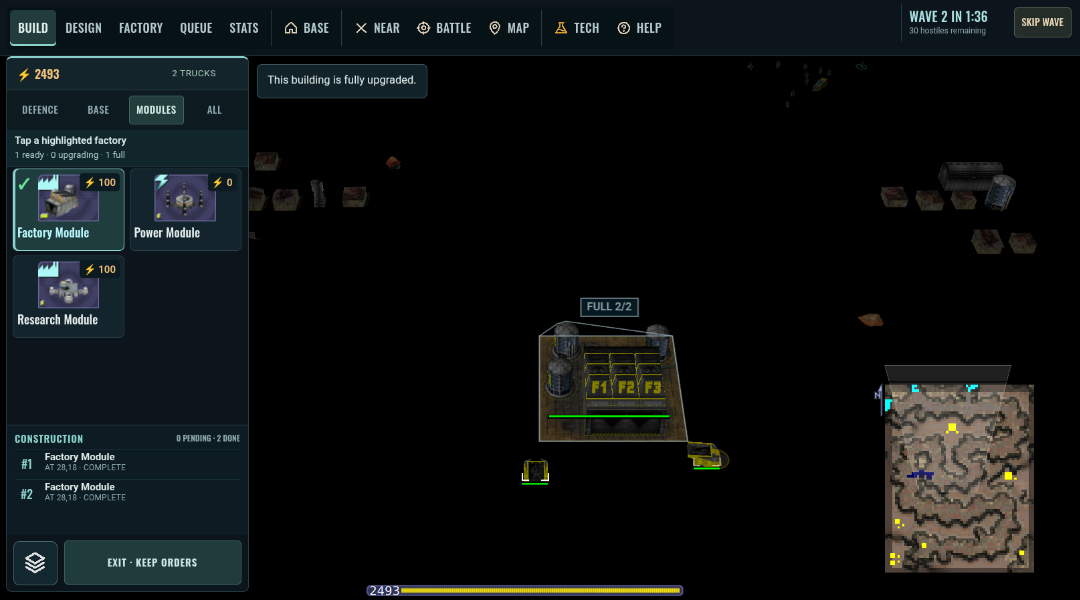 BUILD DESIGN FACTORY QUEUE STATS BASE NEAR BATTLE MAP TECH HELP
WAVE 2 IN 1:36
30 hostiles remaining
SKIP WAVE
2493
2 TRUCKS
This building is fully upgraded.
DEFENCE BASE MODULES ALL
Tap a highlighted factory
1 ready · 0 upgrading · 1 full
100
Factory Module
0
Power Module
100
Research Module
FULL 2/2
F1 F2 F3
N
CONSTRUCTION
0 PENDING · 2 DONE
#1 Factory Module
AT 28,18 · COMPLETE
#2 Factory Module
AT 28,18 · COMPLETE
EXIT · KEEP ORDERS
2493